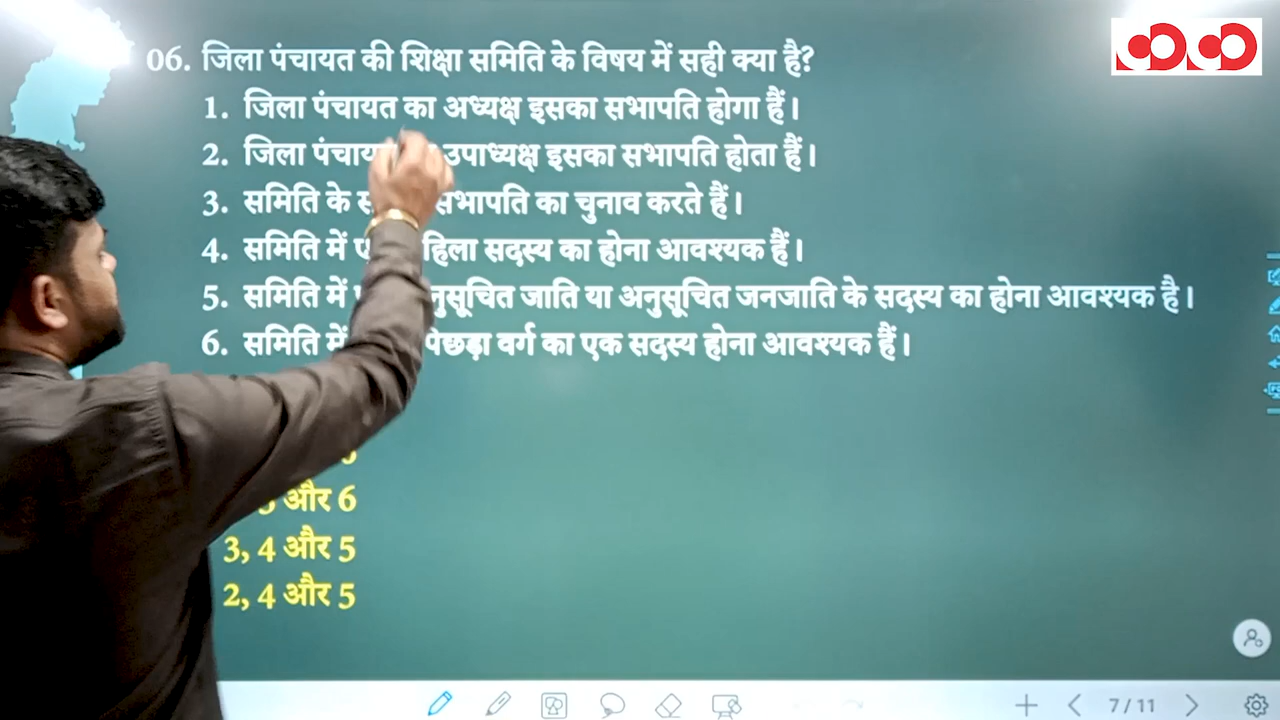 06. जिला पंचायत की शिक्षा समिति के विषय में सही क्या है?
1. जिला पंचायत का अध्यक्ष इसका सभापति होगा हैं।
2. जिला उपाध्यक्ष इसका सभापति होता हैं।
3. समिति के सभापति का चुनाव करते हैं।
4. समिति में सदस्य का होना आवश्यक हैं।
5. समिति में जाति या अनुसूचित जनजाति के सदस्य का होना आवश्यक है।
6. समिति में वर्ग का एक सदस्य होना आवश्यक हैं।
और 6
3, 4 और 5
2, 4 और 5
7/11